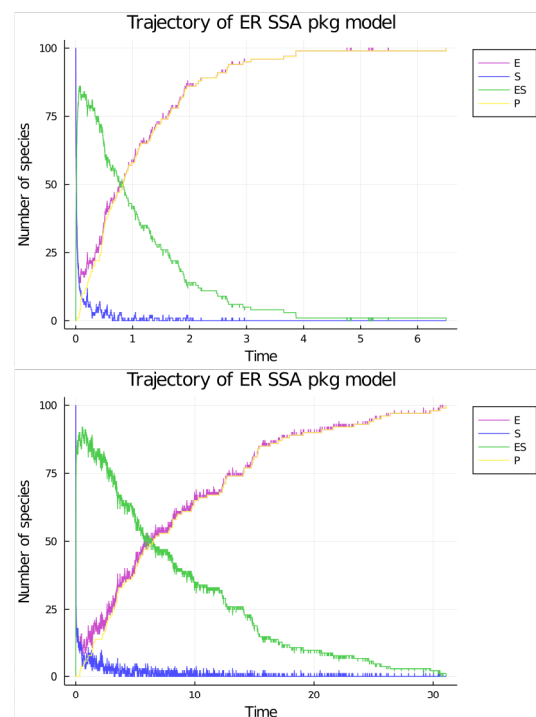 Trajectory of ER SSA pkg model
100
75
50
25
0
Number of species
0 1 2 3 4 5 6
Time
E
S
ES
P
Trajectory of ER SSA pkg model
100
75
50
25
0
Number of species
0 10 20 30
Time
E
S
ES
P